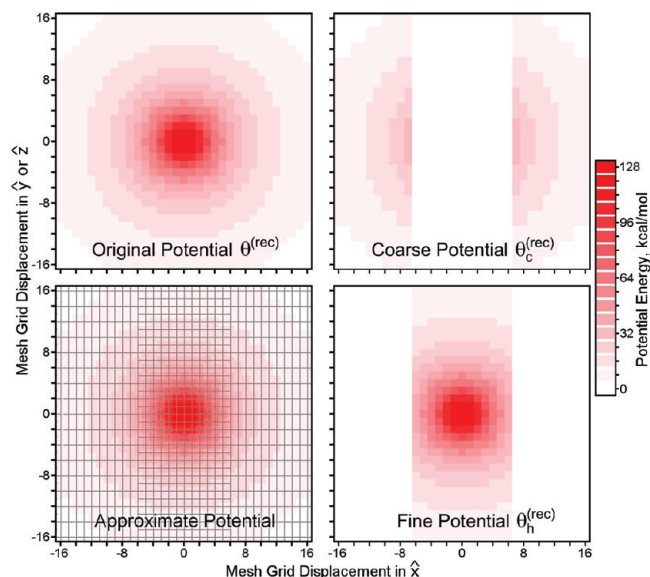 16
8
0
-8
-16
Original Potential θ(rec)
Coarse Potential θc(rec)
Mesh Grid Displacement in ŷ or ẑ
128
96
64
32
0
Potential Energy, kcal/mol
16
8
0
-8
-16
Approximate Potential
Fine Potential θh(rec)
-16 -8 0 8 16
-16 -8 0 8 16
Mesh Grid Displacement in x̂